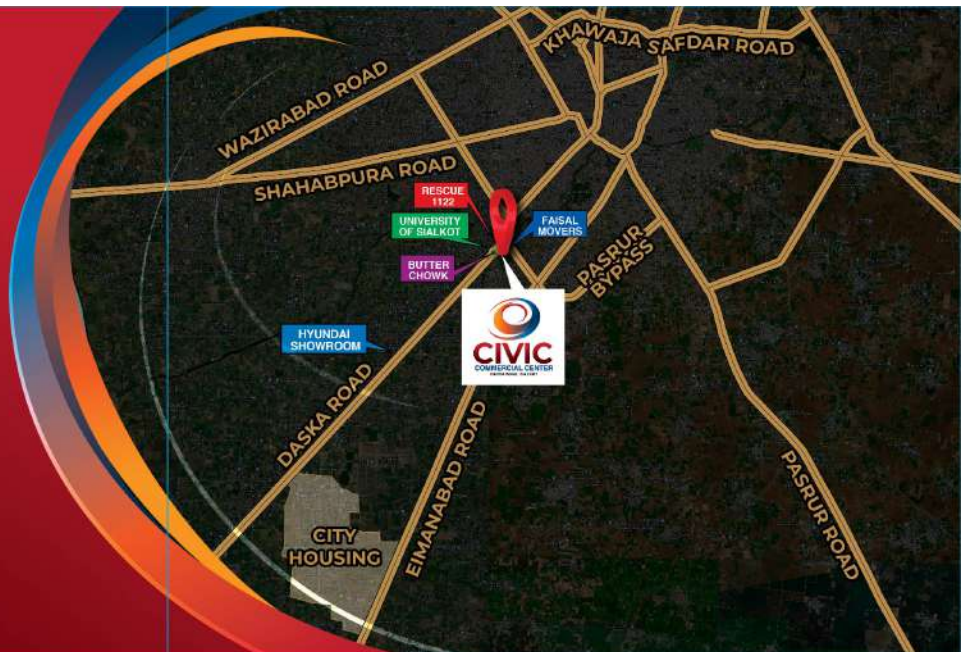 KHAWAJA SAFDAR ROAD
WAZIRABAD ROAD
SHAHABPURA ROAD
RESCUE
1122
UNIVERSITY
OF SIALKOT
FAISAL
MOVERS
BUTTER
CHOWK
PASRUR
BYPASS
CIVIC
COMMERCIAL CENTER
HYUNDAI
SHOWROOM
DASKA ROAD
EIMANABAD ROAD
PASRUR ROAD
CITY
HOUSING